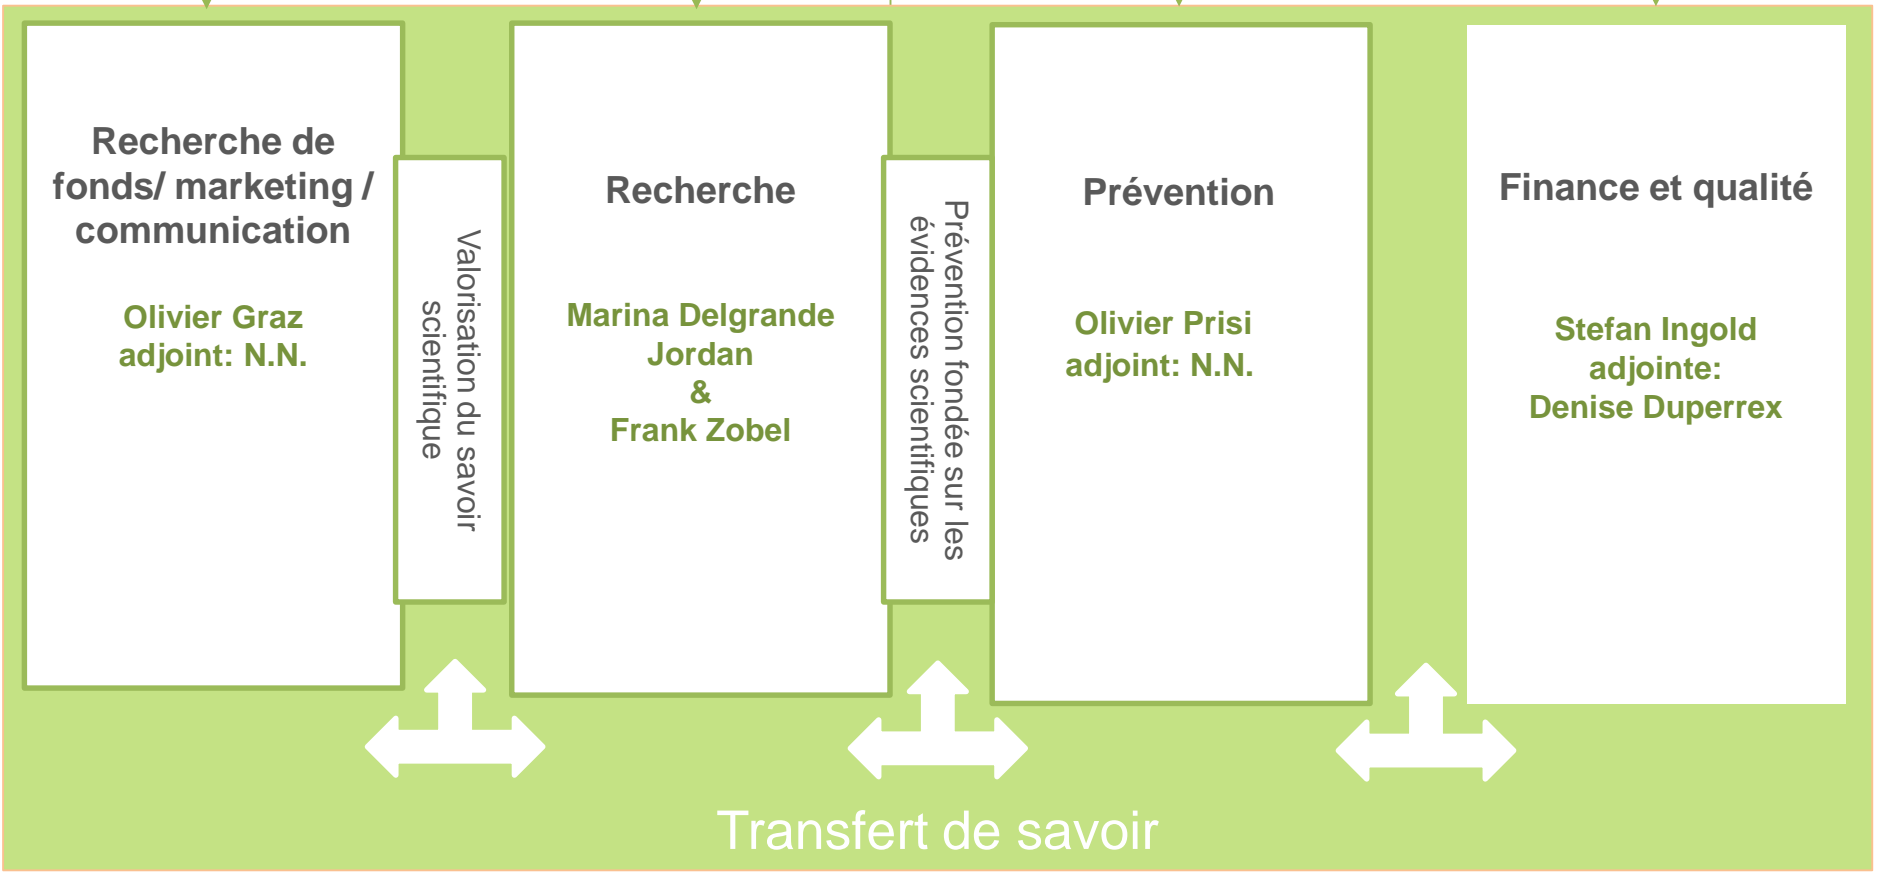 Recherche de
fonds/ marketing /
communication
Olivier Graz
adjoint: N.N.
Valorisation du savoir
scientifique
Recherche
Marina Delgrande
Jordan
&
Frank Zobel
Prévention fondée sur les
évidences scientifiques
Prévention
Olivier Prisi
adjoint: N.N.
Finance et qualité
Stefan Ingold
adjointe:
Denise Duperrex
Transfert de savoir